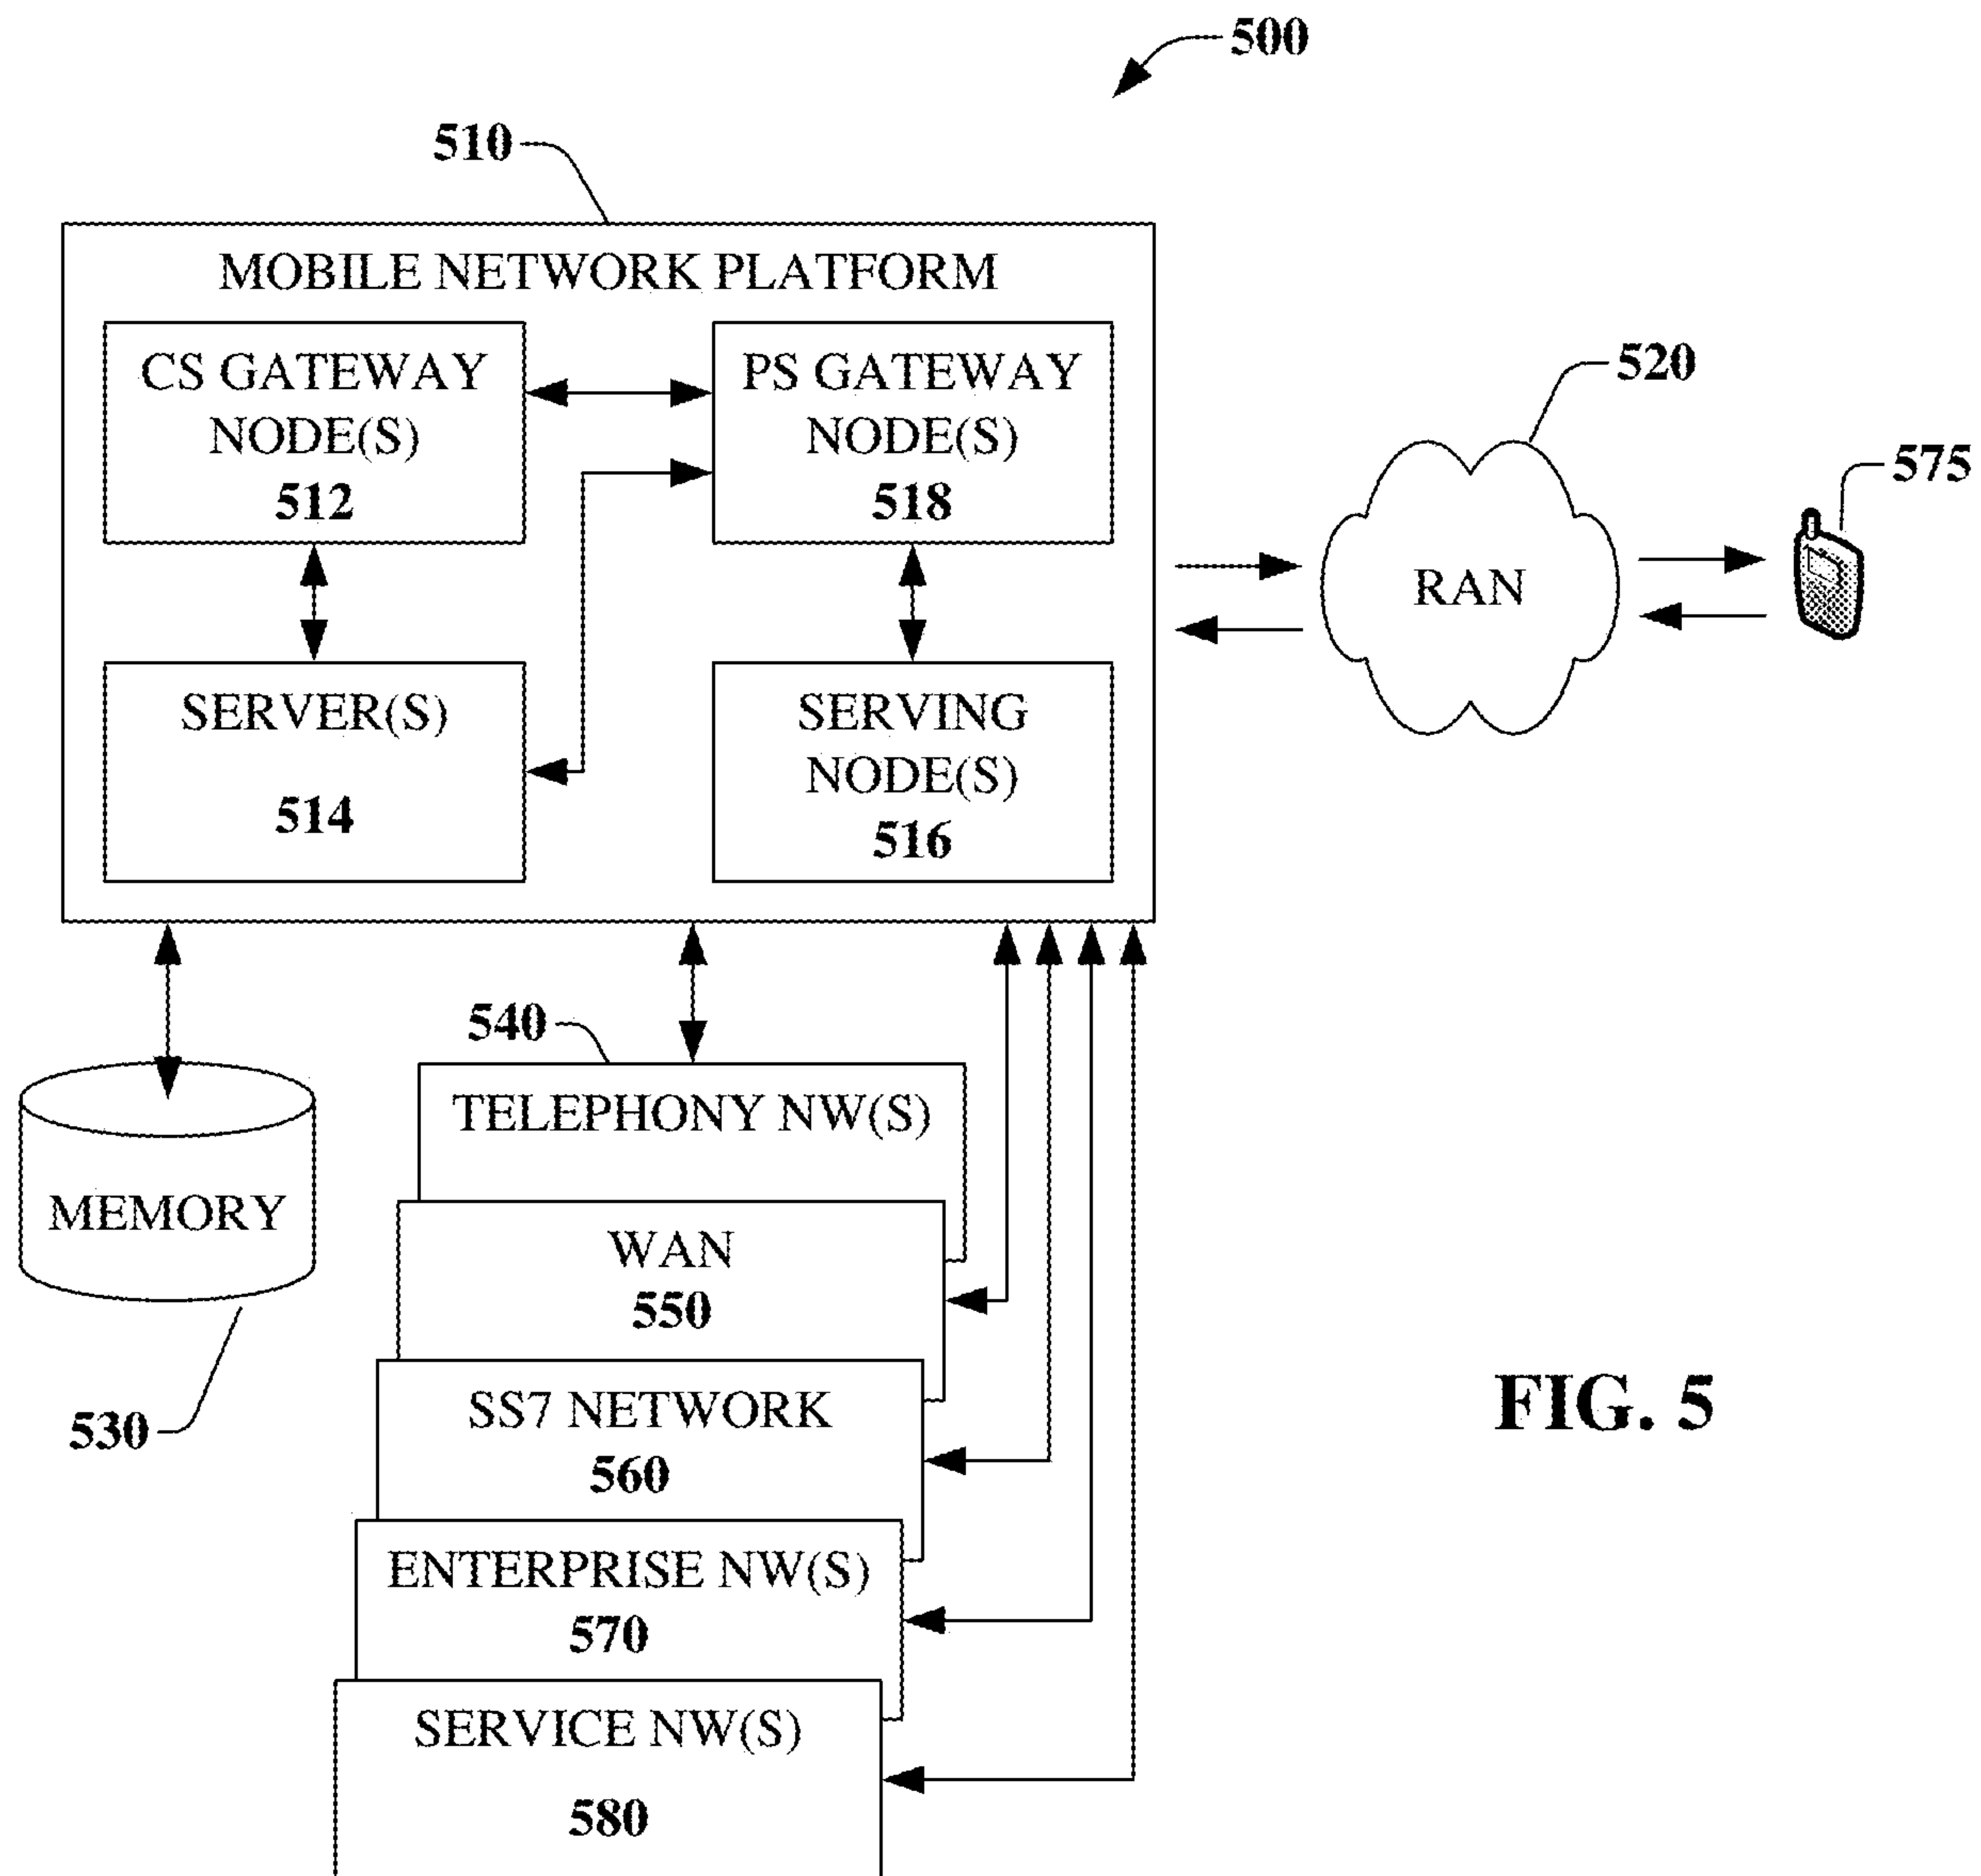 500
510
MOBILE NETWORK PLATFORM
CS GATEWAY
NODE(S)
512
PS GATEWAY
NODE(S)
518
SERVER(S)
514
SERVING
NODE(S)
516
520
RAN
575
MEMORY
530
540
TELEPHONY NW(S)
WAN
550
SS7 NETWORK
560
ENTERPRISE NW(S)
570
SERVICE NW(S)
580
FIG. 5